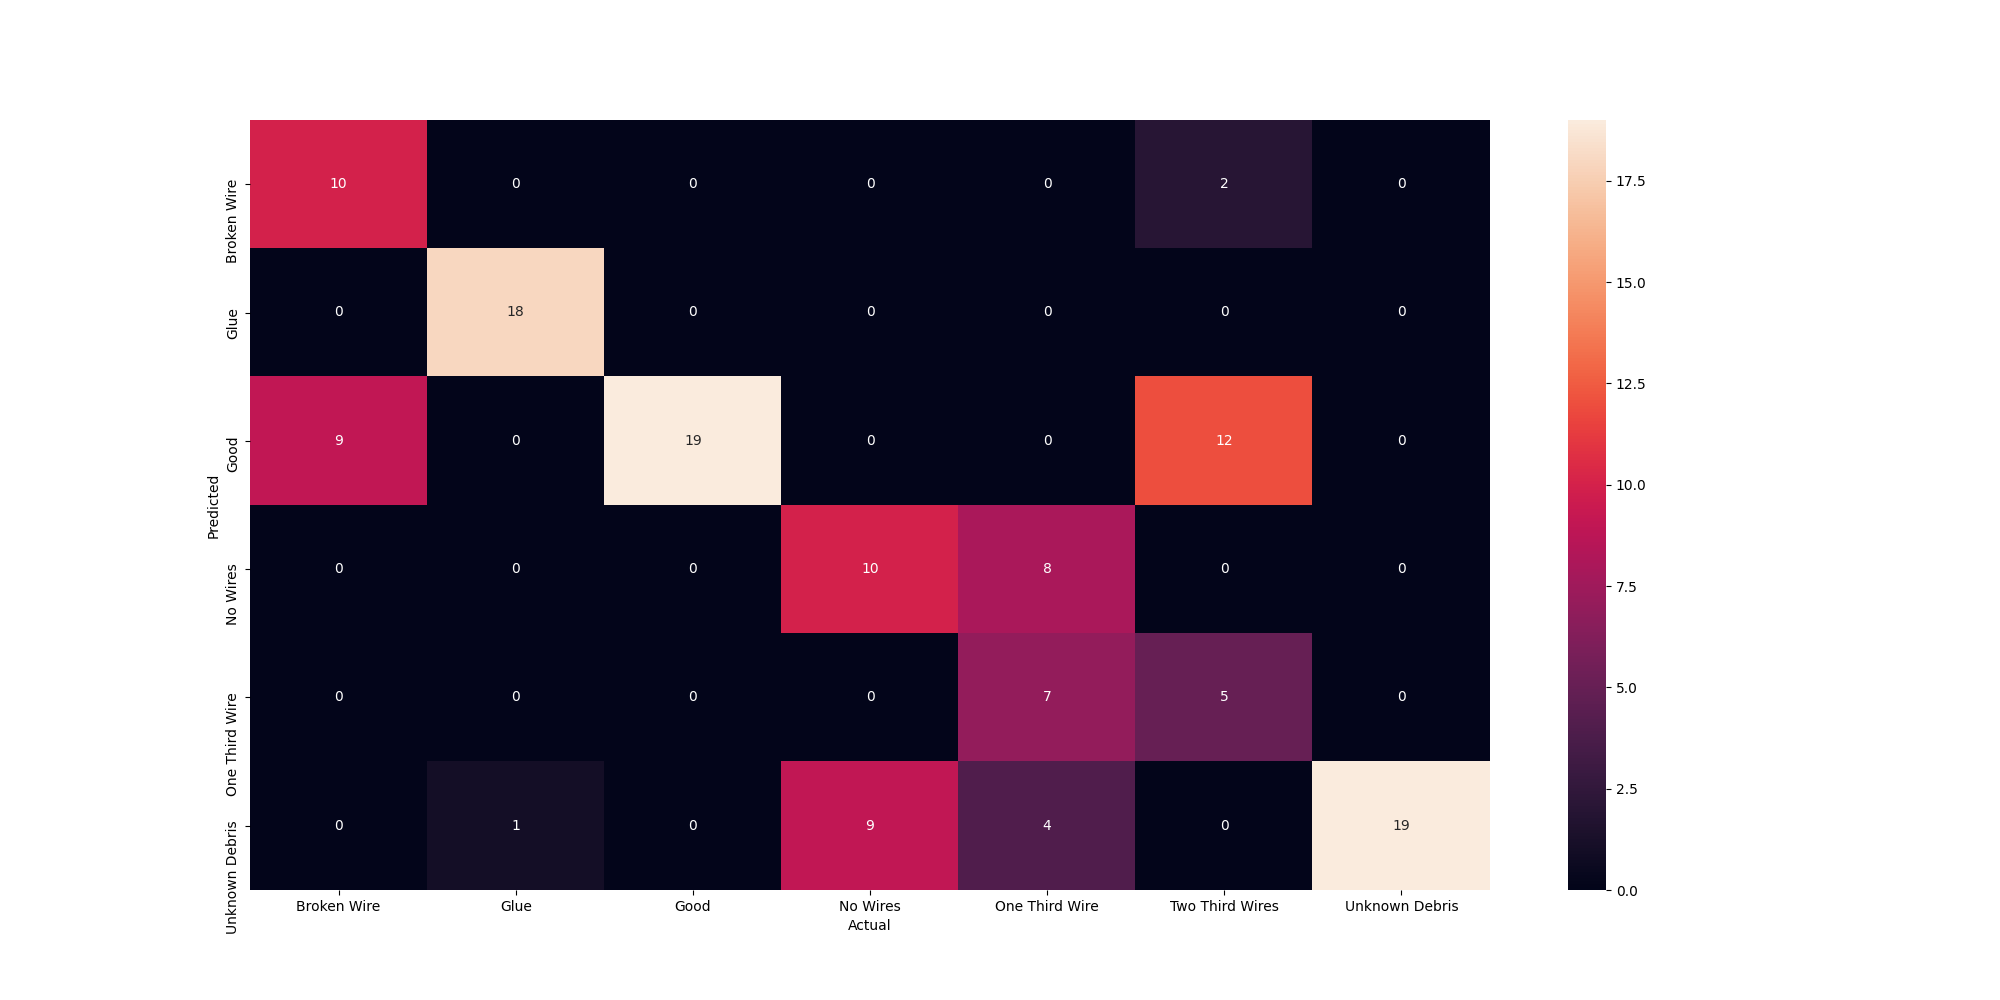 Broken Wire 10 0 0 0 0 2 0
Glue 0 18 0 0 0 0 0
Good 9 0 19 0 0 12 0
No Wires 0 0 0 10 8 0 0
One Third Wire 0 0 0 0 7 5 0
Unknown Debris 0 1 0 9 4 0 19
Predicted
Broken Wire Glue Good No Wires One Third Wire Two Third Wires Unknown Debris
Actual
17.5
15.0
12.5
10.0
7.5
5.0
2.5
0.0